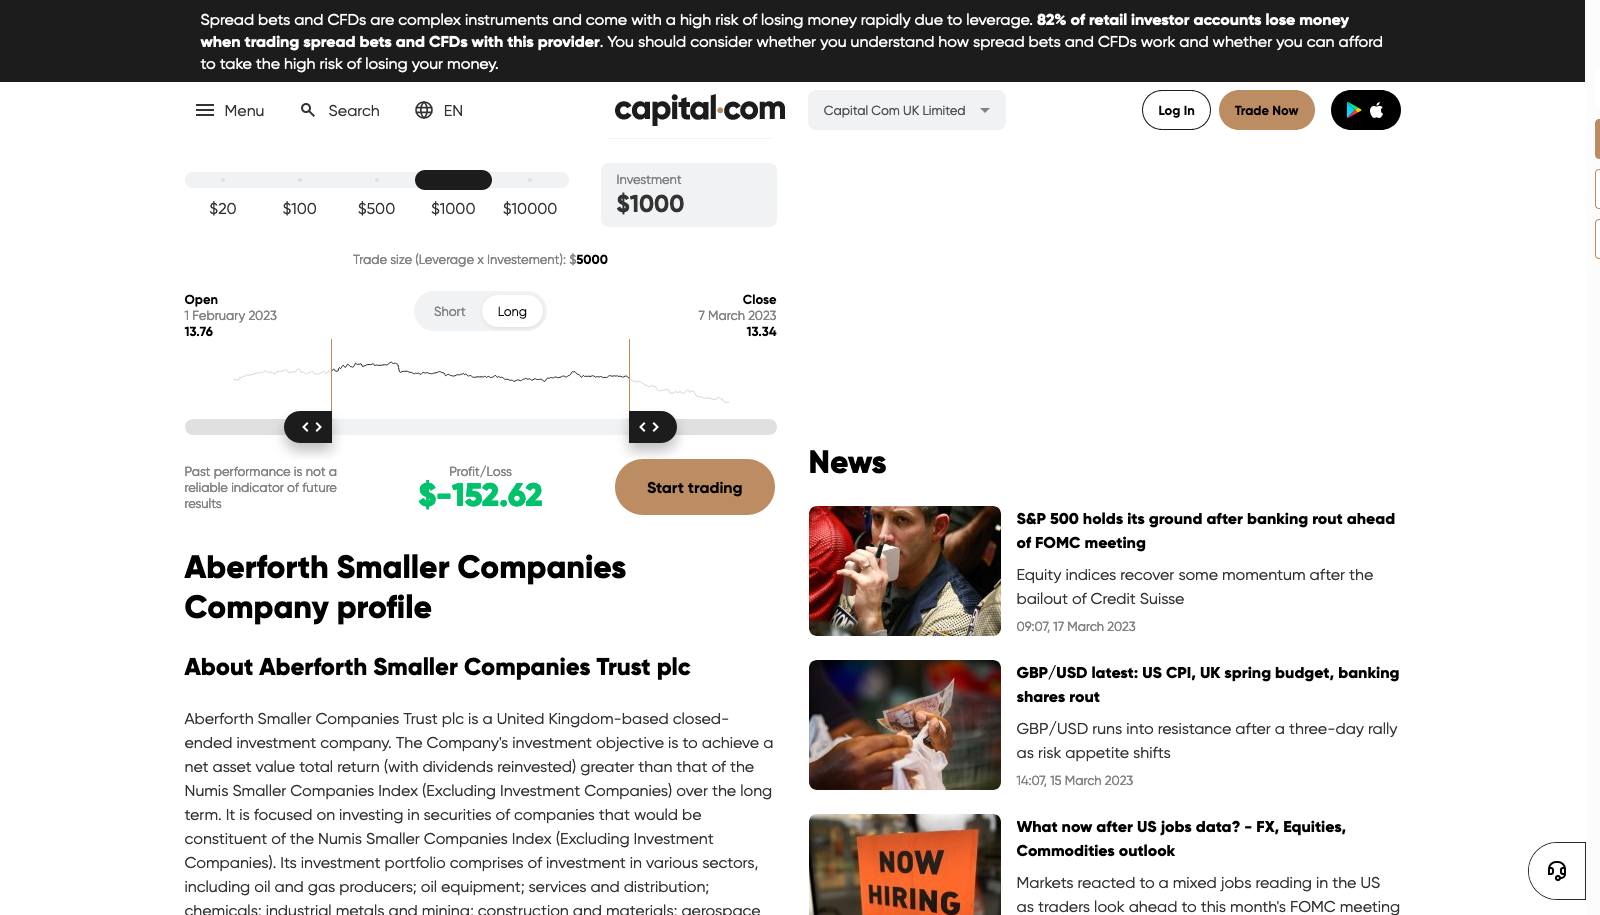 Spread bets and CFDs are complex instruments and come with a high risk of losing money rapidly due to leverage. 82% of retail investor accounts lose money
when trading spread bets and CFDs with this provider. You should consider whether you understand how spread bets and CFDs work and whether you can afford
to take the high risk of losing your money.
Menu
Search
EN
capital.com
Capital Com UK Limited
Log In
Trade Now
$20
$100
$500
$1000
$10000
Investment
$1000
Trade size (Leverage x Investement): $5000
Open
1 February 2023
13.76
Short
Long
Close
7 March 2023
13.34
Past performance is not a
reliable indicator of future
results
Profit/Loss
$-152.62
Start trading
Aberforth Smaller Companies
Company profile
About Aberforth Smaller Companies Trust plc
Aberforth Smaller Companies Trust plc is a United Kingdom-based closed-
ended investment company. The Company's investment objective is to achieve a
net asset value total return (with dividends reinvested) greater than that of the
Numis Smaller Companies Index (Excluding Investment Companies) over the long
term. It is focused on investing in securities of companies that would be
constituent of the Numis Smaller Companies Index (Excluding Investment
Companies). Its investment portfolio comprises of investment in various sectors,
including oil and gas producers; oil equipment; services and distribution;
chemicals; industrial metals and mining; construction and materials; aerospace
News
S&P 500 holds its ground after banking rout ahead
of FOMC meeting
Equity indices recover some momentum after the
bailout of Credit Suisse
09:07, 17 March 2023
GBP/USD latest: US CPI, UK spring budget, banking
shares rout
GBP/USD runs into resistance after a three-day rally
as risk appetite shifts
14:07, 15 March 2023
NOW
HIRING
What now after US jobs data? - FX, Equities,
Commodities outlook
Markets reacted to a mixed jobs reading in the US
as traders look ahead to this month's FOMC meeting